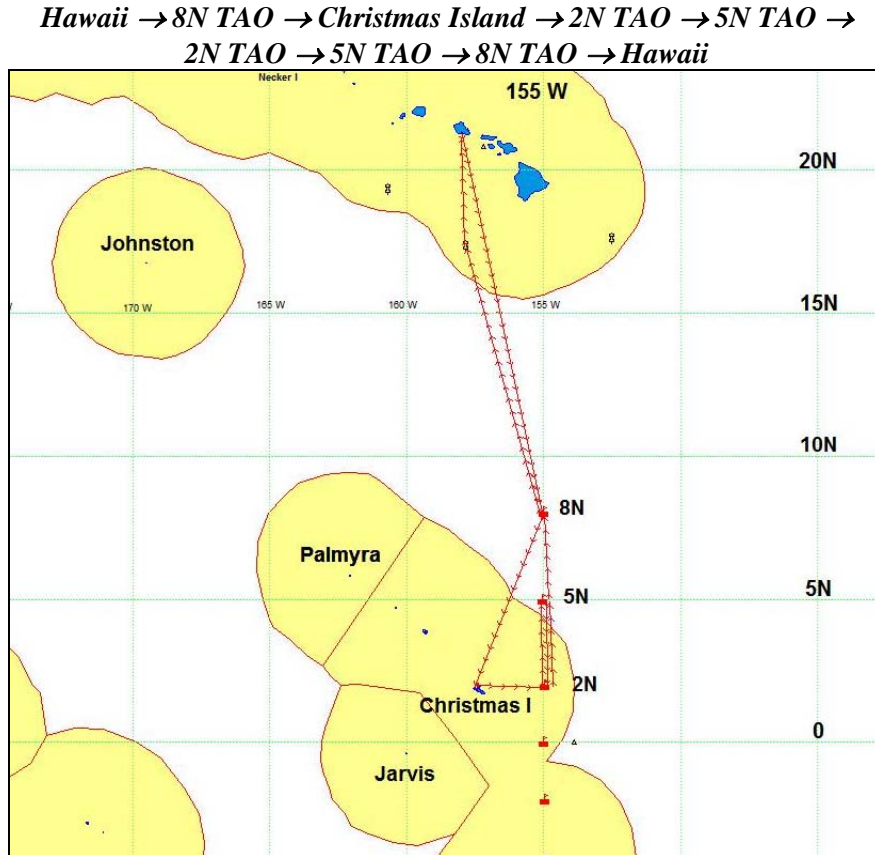 Hawaii → 8N TAO → Christmas Island → 2N TAO → 5N TAO →
2N TAO → 5N TAO → 8N TAO → Hawaii
Necker I
155 W
20N
Johnston
170 W
165 W
160 W
155 W
15N
10N
8N
Palmyra
5N
5N
2N
Christmas I
0
Jarvis